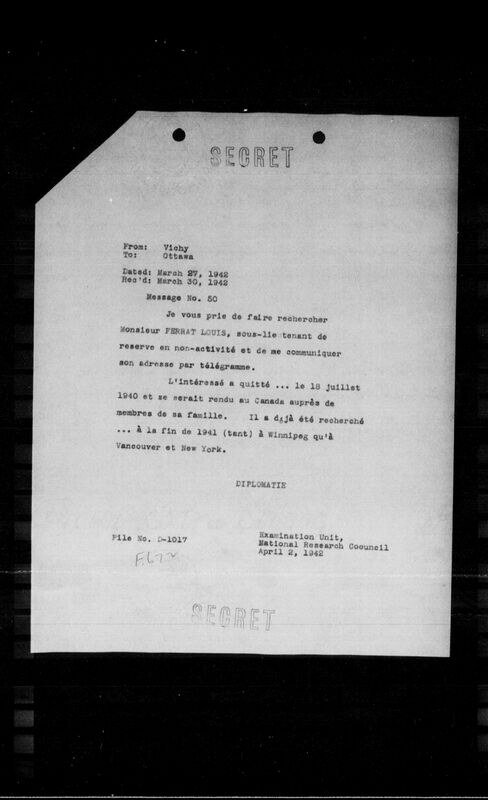 SECRET
From: Vichy
To: Ottawa
Dated: March 27, 1942
Rec'd: March 30, 1942
Message No. 50
Je vous prie de faire rechercher
Monsieur FERRAT LOUIS, sous-lieutenant de
reserve en non-activité et de me communiquer
son adresse par télégramme.
L'intéressé a quitté ... le 18 juillet
1940 et se serait rendu au Canada auprès de
membres de sa famille. Il a déjà été recherché
... à la fin de 1941 (tant) à Winnipeg qu'à
Vancouver et New York.
DIPLOMATIE
File No. D-1017
F.672
Examination Unit,
National Research Coouncil
April 2, 1942
SECRET